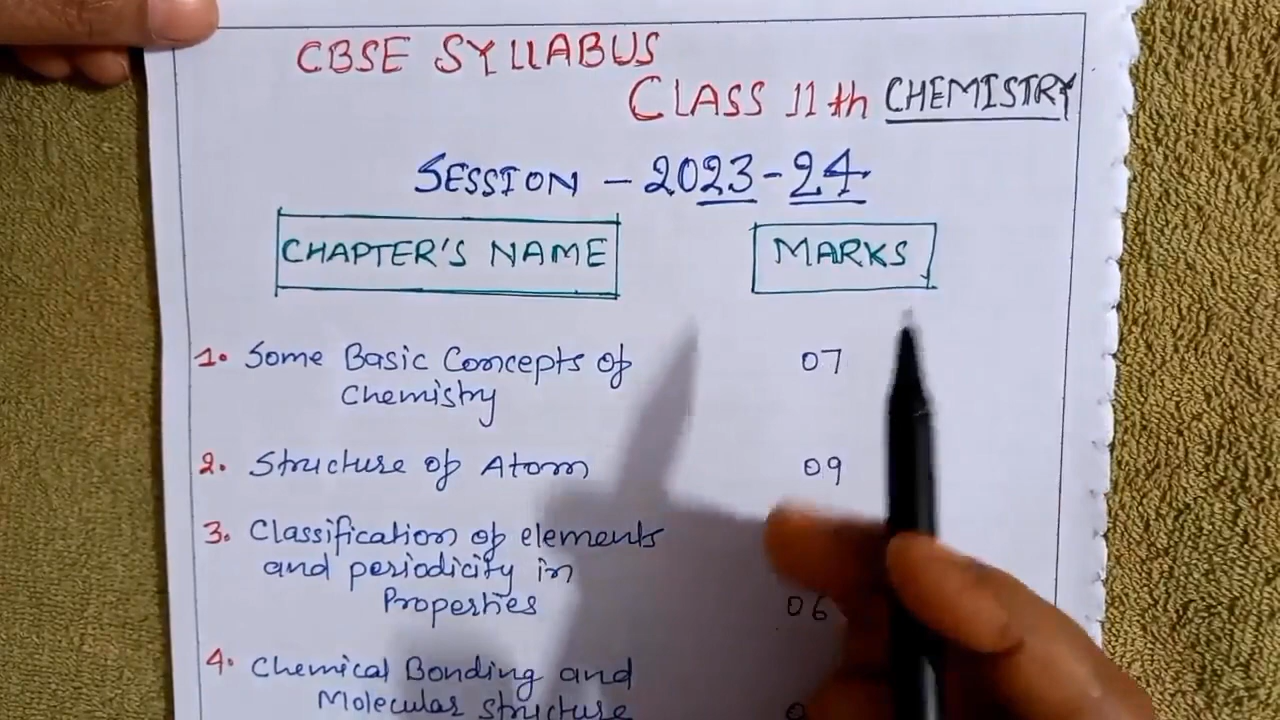 CBSE SYLLABUS
CLASS 11th CHEMISTRY
SESSION - 2023-24
CHAPTER'S NAME MARKS
1. Some Basic Concepts of 07
Chemistry
2. Structure of Atom 09
3. Classification of elements
and periodicity in
Properties 06
4. Chemical Bonding and
Molecular structure